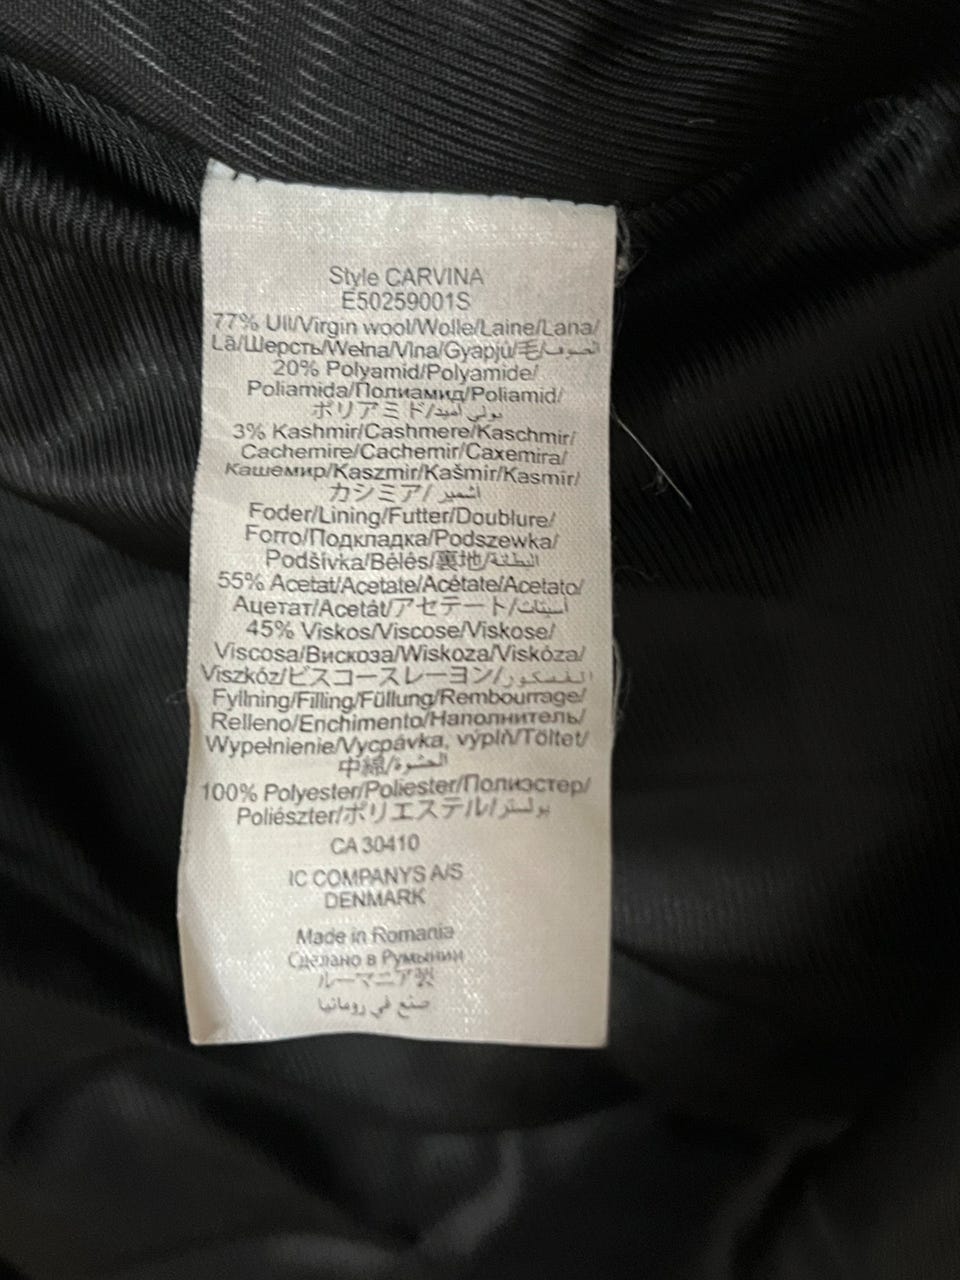 Style CARVINA
E50259001S
77% Ull/Virgin wool/Wolle/Laine/Lana/
Lã/Шерсть/Wełna/Vlna/Gyapjú/毛/الصوف
20% Polyamid/Polyamide/
Poliamida/Полиамид/Poliamid/
ポリアミド/بولي أميد
3% Kashmir/Cashmere/Kaschmir/
Cachemire/Cachemir/Caxemira/
Кашемир/Kaszmir/Kašmír/Kasmír/
カシミア/
Foder/Lining/Futter/Doublure/
Forro/Подкладка/Podszewka/
Podšívka/Bélés/裏地/البطانة
55% Acetat/Acetate/Acétate/Acetato/
Ацетат/Acetát/アセテート/أسيتات
45% Viskos/Viscose/Viskose/
Viscosa/Вискоза/Wiskoza/Viskóza/
Viszkóz/ビスコースレーヨン/
Fyllning/Filling/Füllung/Rembourrage/
Relleno/Enchimento/Наполнитель/
Wypełnienie/Vycpávka, výplň/Töltet/
中綿/الحشوة
100% Polyester/Poliester/Полиэстер/
Poliészter/ポリエステル/بولستر
CA 30410
IC COMPANYS A/S
DENMARK
Made in Romania
Сделано в Румынии
ルーマニア製
صنع في رومانيا